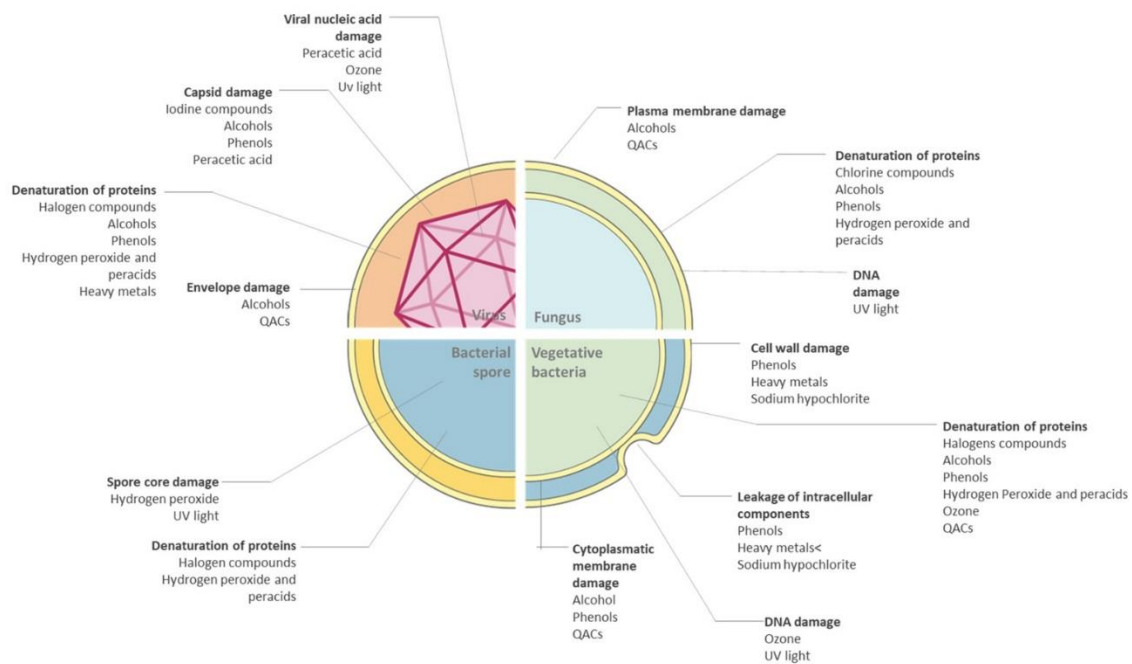 Viral nucleic acid
damage
Peracetic acid
Ozone
Uv light
Capsid damage
Iodine compounds
Alcohols
Phenols
Peracetic acid
Denaturation of proteins
Halogen compounds
Alcohols
Phenols
Hydrogen peroxide and
peracids
Heavy metals
Envelope damage
Alcohols
QACs
Virus
Plasma membrane damage
Alcohols
QACs
Denaturation of proteins
Chlorine compounds
Alcohols
Phenols
Hydrogen peroxide and
peracids
DNA
damage
UV light
Fungus
Bacterial
spore
Spore core damage
Hydrogen peroxide
UV light
Denaturation of proteins
Halogen compounds
Hydrogen peroxide and
peracids
Vegetative
bacteria
Cell wall damage
Phenols
Heavy metals
Sodium hypochlorite
Denaturation of proteins
Halogens compounds
Alcohols
Phenols
Hydrogen Peroxide and peracids
Ozone
QACs
Leakage of intracellular
components
Phenols
Heavy metals<
Sodium hypochlorite
Cytoplasmatic
membrane
damage
Alcohol
Phenols
QACs
DNA damage
Ozone
UV light